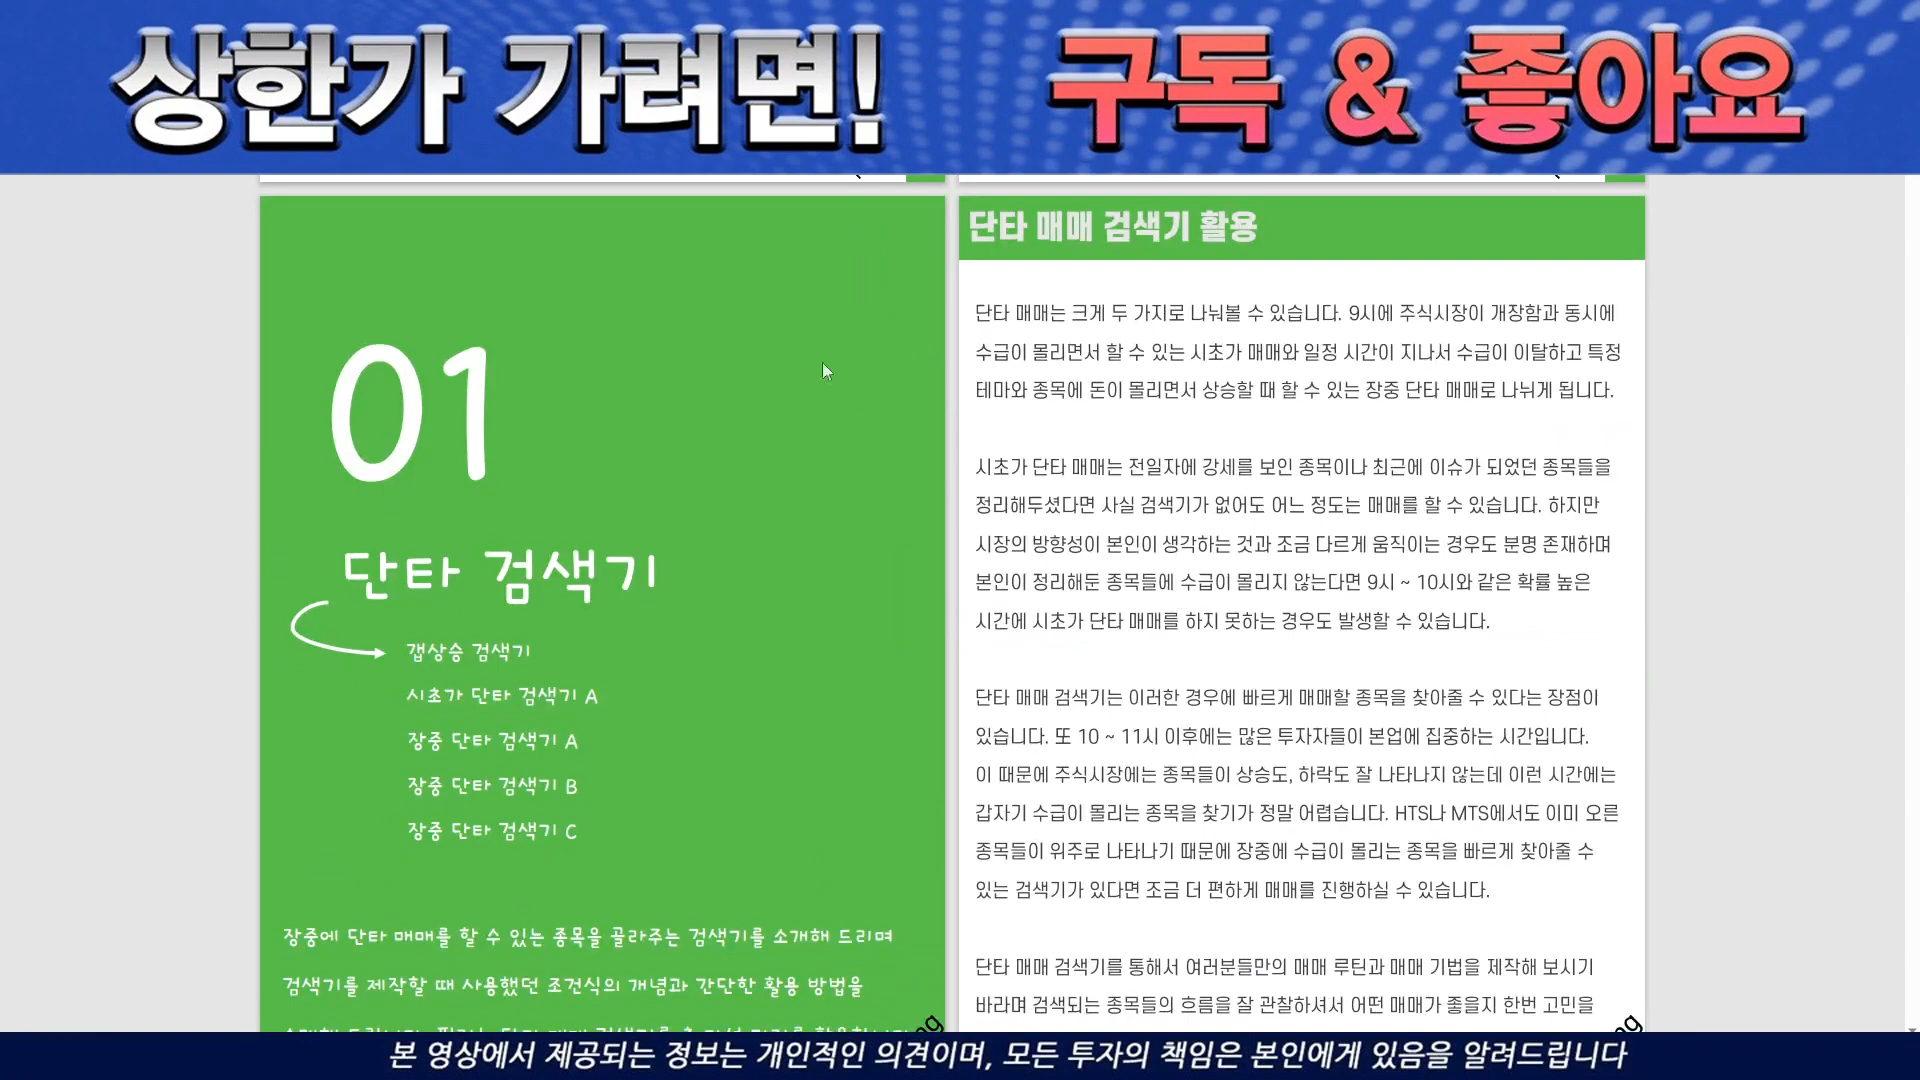 상한가 가려면! 구독 & 좋아요
01
단타 검색기
갭상승 검색기
시초가 단타 검색기 A
장중 단타 검색기 A
장중 단타 검색기 B
장중 단타 검색기 C
장중에 단타 매매를 할 수 있는 종목을 골라주는 검색기를 소개해 드리며
검색기를 제작할 때 사용했던 조건식의 개념과 간단한 활용 방법을
단타 매매 검색기 활용
단타 매매는 크게 두 가지로 나눠볼 수 있습니다. 9시에 주식시장이 개장함과 동시에
수급이 몰리면서 할 수 있는 시초가 매매와 일정 시간이 지나서 수급이 이탈하고 특정
테마와 종목에 돈이 몰리면서 상승할 때 할 수 있는 장중 단타 매매로 나뉘게 됩니다.
시초가 단타 매매는 전일자에 강세를 보인 종목이나 최근에 이슈가 되었던 종목들을
정리해두셨다면 사실 검색기가 없어도 어느 정도는 매매를 할 수 있습니다. 하지만
시장의 방향성이 본인이 생각하는 것과 조금 다르게 움직이는 경우도 분명 존재하며
본인이 정리해둔 종목들에 수급이 몰리지 않는다면 9시 ~ 10시와 같은 확률 높은
시간에 시초가 단타 매매를 하지 못하는 경우도 발생할 수 있습니다.
단타 매매 검색기는 이러한 경우에 빠르게 매매할 종목을 찾아줄 수 있다는 장점이
있습니다. 또 10 ~ 11시 이후에는 많은 투자자들이 본업에 집중하는 시간입니다.
이 때문에 주식시장에는 종목들이 상승도, 하락도 잘 나타나지 않는데 이런 시간에는
갑자기 수급이 몰리는 종목을 찾기가 정말 어렵습니다. HTS나 MTS에서도 이미 오른
종목들이 위주로 나타나기 때문에 장중에 수급이 몰리는 종목을 빠르게 찾아줄 수
있는 검색기가 있다면 조금 더 편하게 매매를 진행하실 수 있습니다.
단타 매매 검색기를 통해서 여러분들만의 매매 루틴과 매매 기법을 제작해 보시기
바라며 검색되는 종목들의 흐름을 잘 관찰하셔서 어떤 매매가 좋을지 한번 고민을
본 영상에서 제공되는 정보는 개인적인 의견이며, 모든 투자의 책임은 본인에게 있음을 알려드립니다